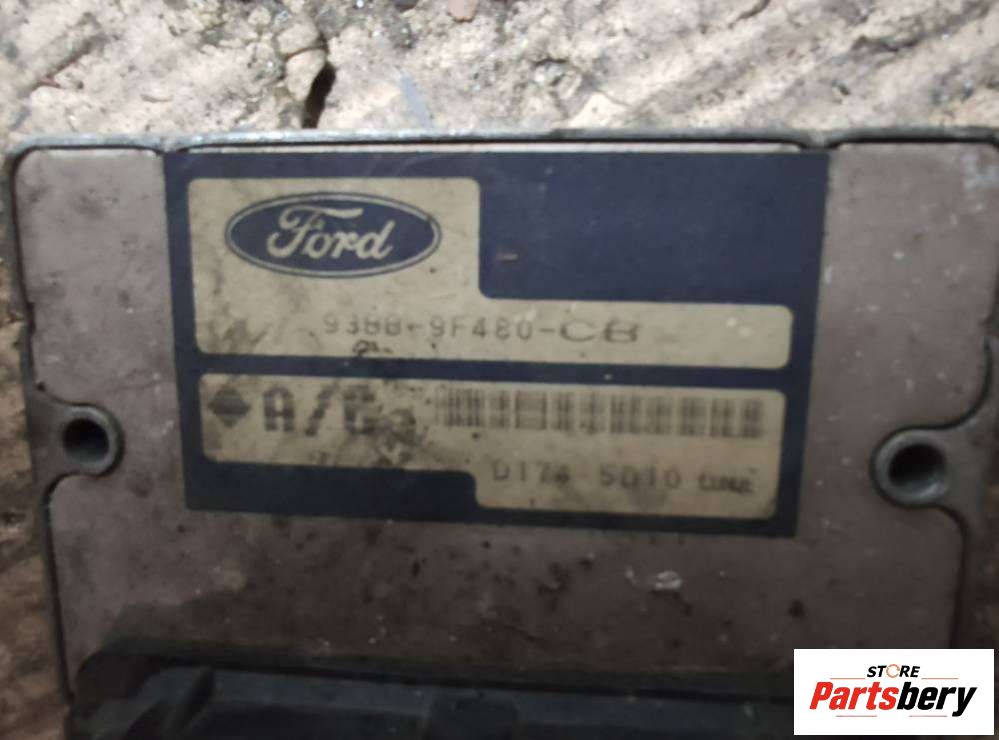 Ford
93BB-9F480-CB
A/C
D174 5D10
STORE
Partsbery